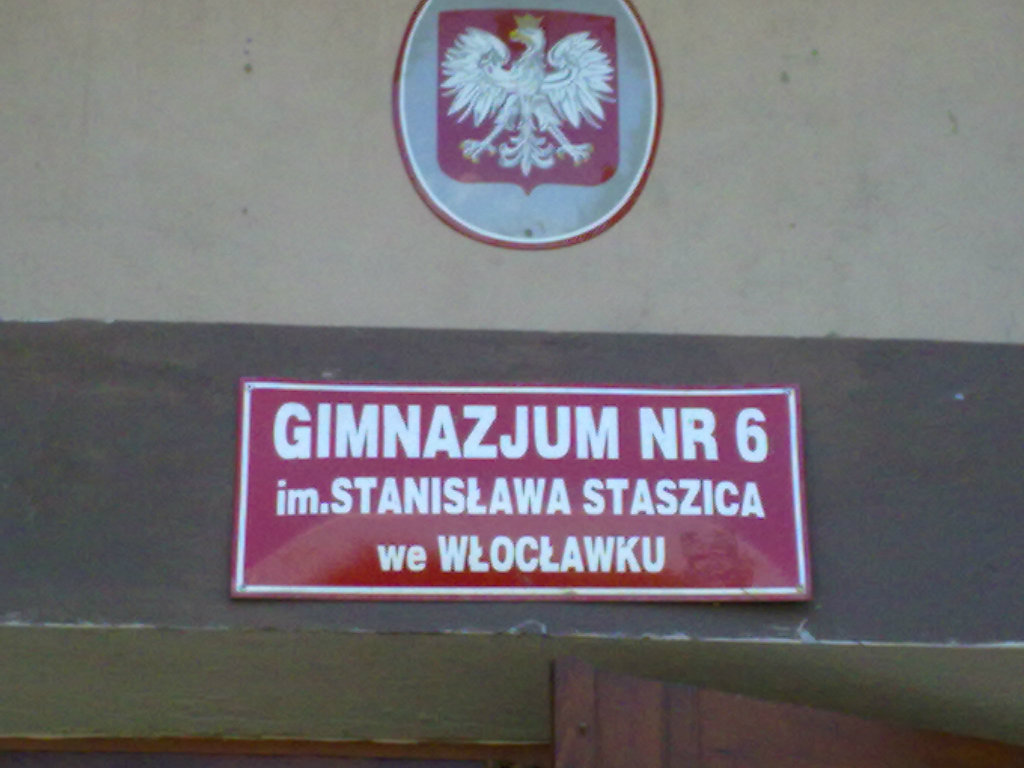 GIMNAZJUM NR 6
im.STANISŁAWA STASZICA
we WŁOCŁAWKU